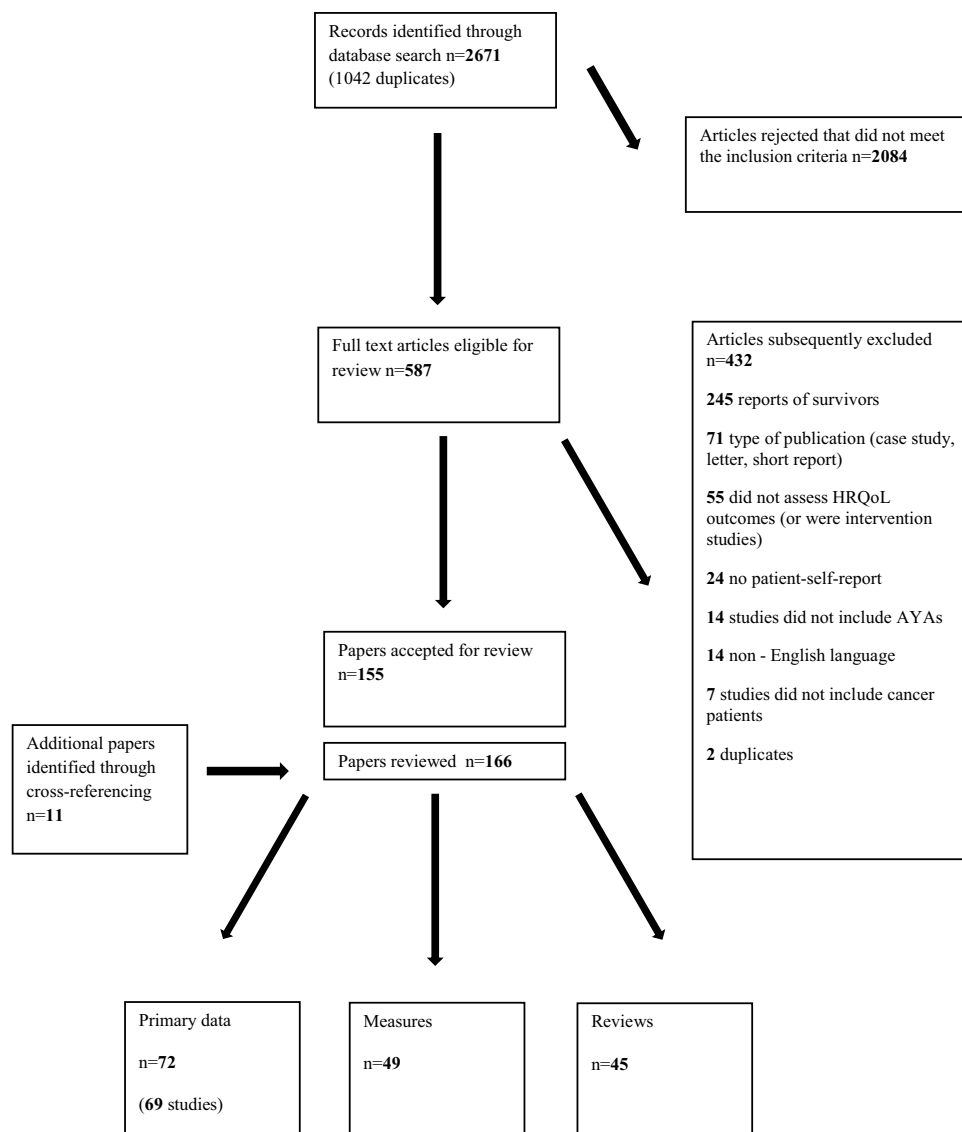 Records identified through
database search n=2671
(1042 duplicates)
Articles rejected that did not meet
the inclusion criteria n=2084
Full text articles eligible for
review n=587
Articles subsequently excluded
n=432
245 reports of survivors
71 type of publication (case study,
letter, short report)
55 did not assess HRQoL
outcomes (or were intervention
studies)
24 no patient-self-report
14 studies did not include AYAs
14 non - English language
7 studies did not include cancer
patients
2 duplicates
Papers accepted for review
n=155
Additional papers
identified through
cross-referencing
n=11
Papers reviewed n=166
Primary data
n=72
(69 studies)
Measures
n=49
Reviews
n=45